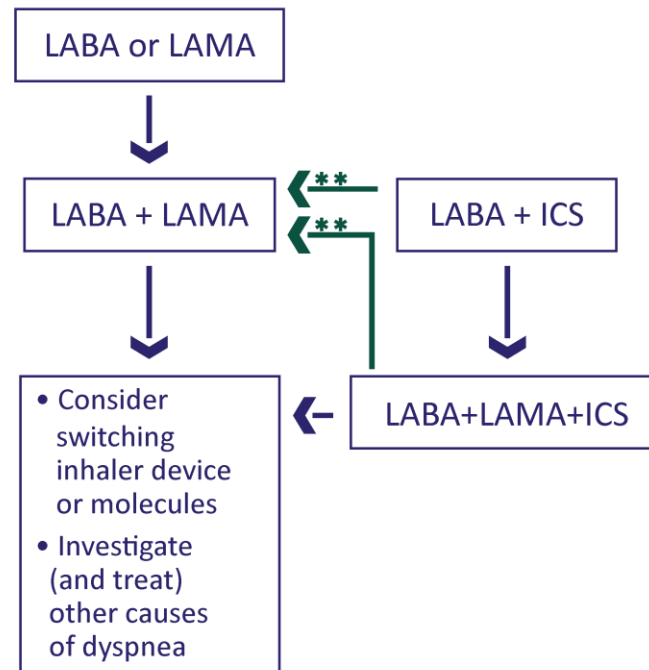 LABA or LAMA
**
LABA + LAMA
LABA + ICS
**
• Consider
switching
inhaler device
or molecules
• Investigate
(and treat)
other causes
of dyspnea
LABA+LAMA+ICS